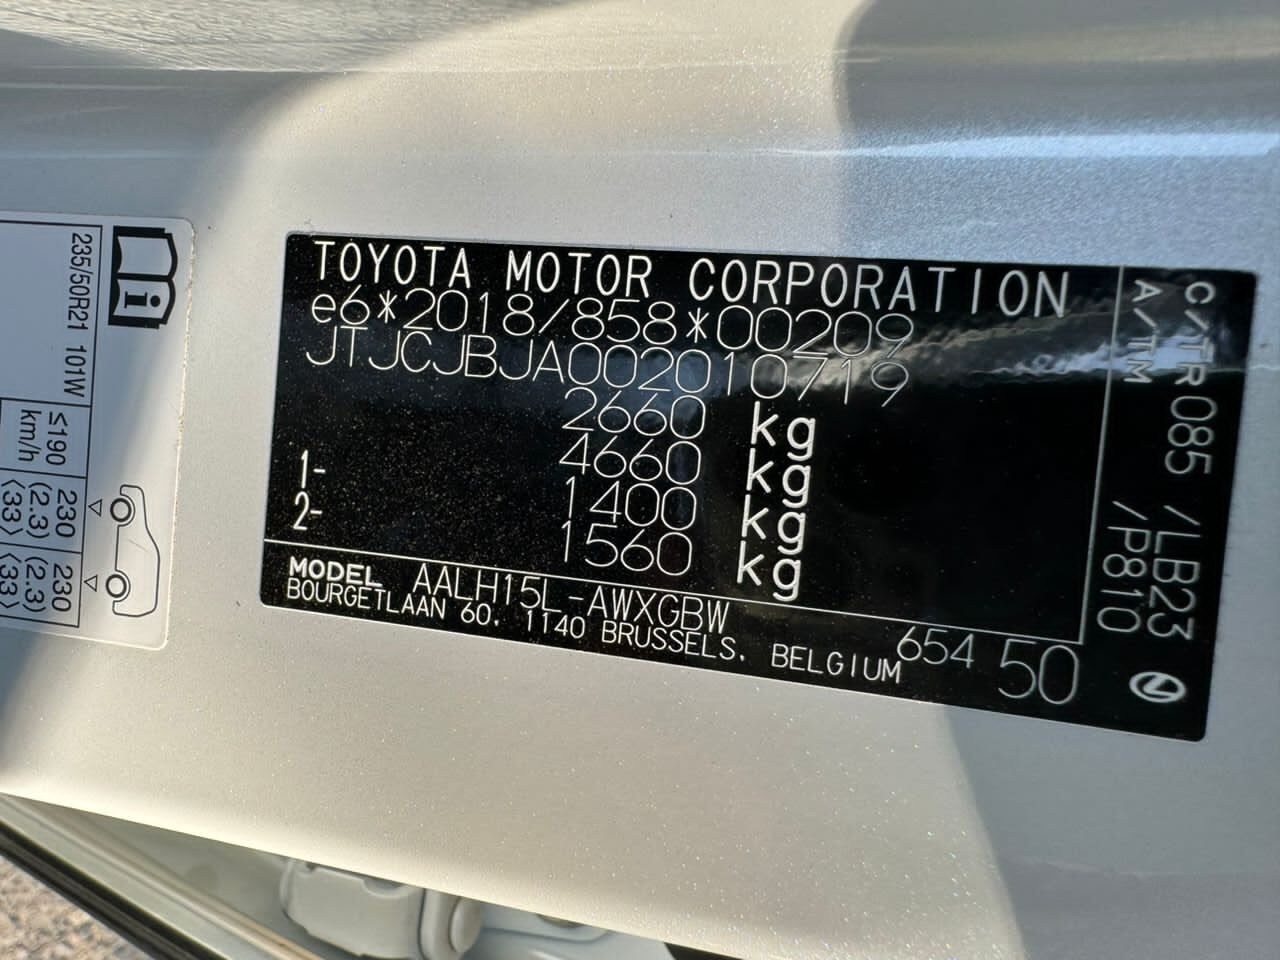 TOYOTA MOTOR CORPORATION
e6*2018/858*00209
JTJCJBJA002010719
2660 kg
4660 kg
1- 1400 kg
2- 1560 kg
MODEL AALH15L-AWXGBW
BOURGETLAAN 60, 1140 BRUSSELS, BELGIUM
654 50
C/TR 085 /LB23
A/TM /P810
235/50R21 101W
≤190 km/h
230 (2.3) ⟨33⟩
230 (2.3) ⟨33⟩